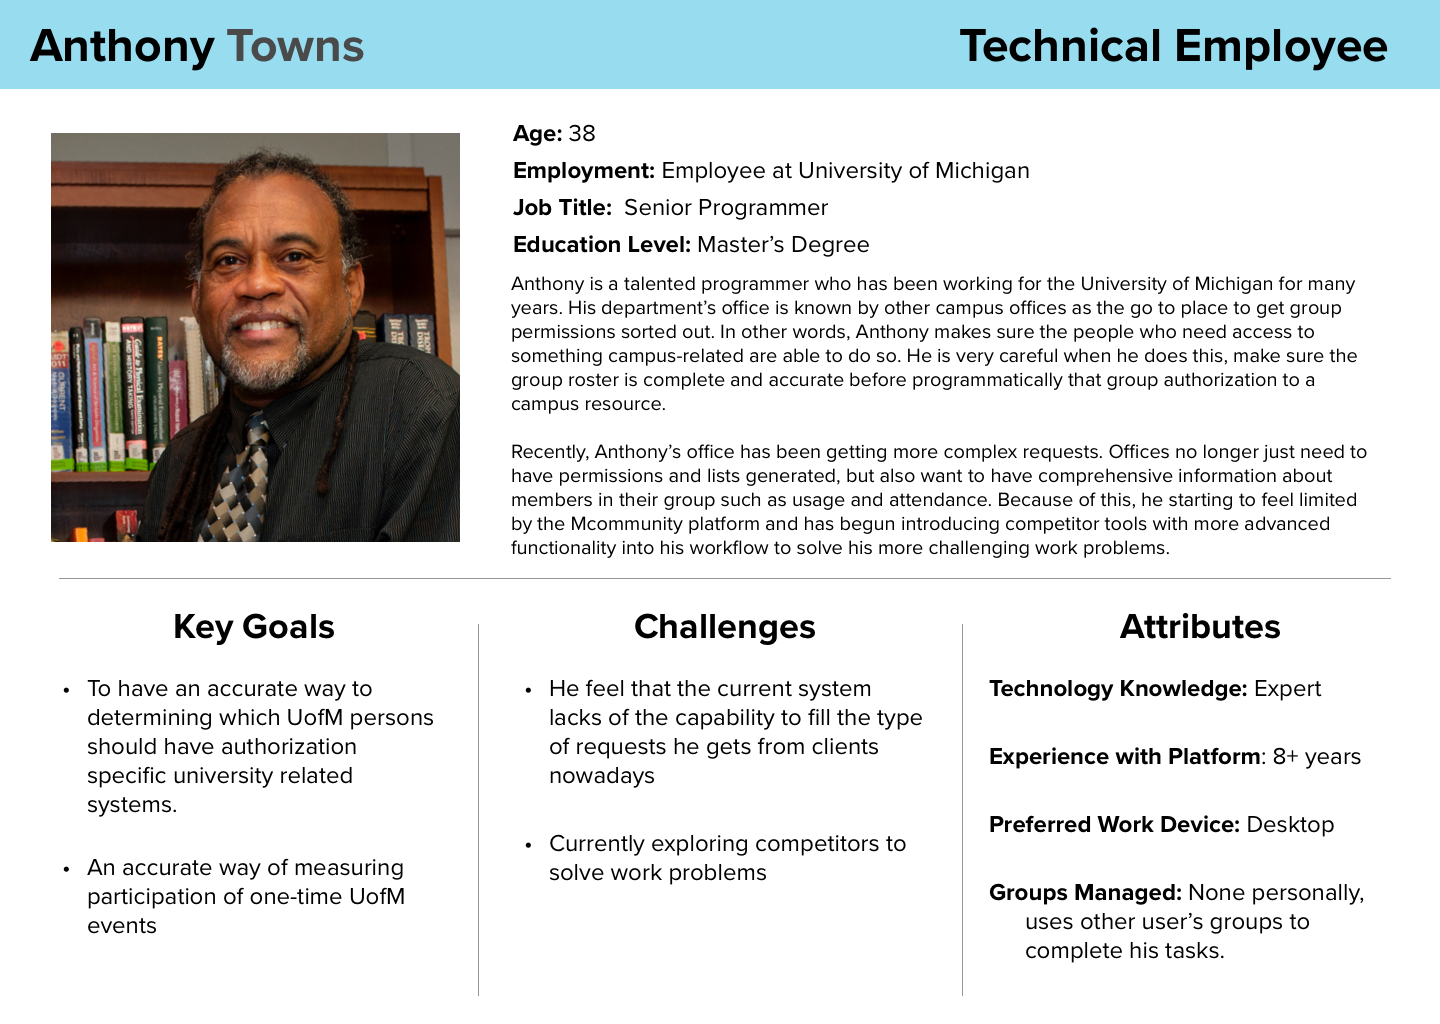 Anthony Towns
Technical Employee
Age: 38
Employment: Employee at University of Michigan
Job Title: Senior Programmer
Education Level: Master's Degree
Anthony is a talented programmer who has been working for the University of Michigan for many
years. His department's office is known by other campus offices as the go to place to get group
permissions sorted out. In other words, Anthony makes sure the people who need access to
something campus-related are able to do so. He is very careful when he does this, make sure the
group roster is complete and accurate before programmatically that group authorization to a
campus resource.
Recently, Anthony's office has been getting more complex requests. Offices no longer just need to
have permissions and lists generated, but also want to have comprehensive information about
members in their group such as usage and attendance. Because of this, he starting to feel limited
by the Mcommunity platform and has begun introducing competitor tools with more advanced
functionality into his workflow to solve his more challenging work problems.
Key Goals
• To have an accurate way to
determining which UofM persons
should have authorization
specific university related
systems.
• An accurate way of measuring
participation of one-time UofM
events
Challenges
• He feel that the current system
lacks of the capability to fill the type
of requests he gets from clients
nowadays
• Currently exploring competitors to
solve work problems
Attributes
Technology Knowledge: Expert
Experience with Platform: 8+ years
Preferred Work Device: Desktop
Groups Managed: None personally,
uses other user's groups to
complete his tasks.